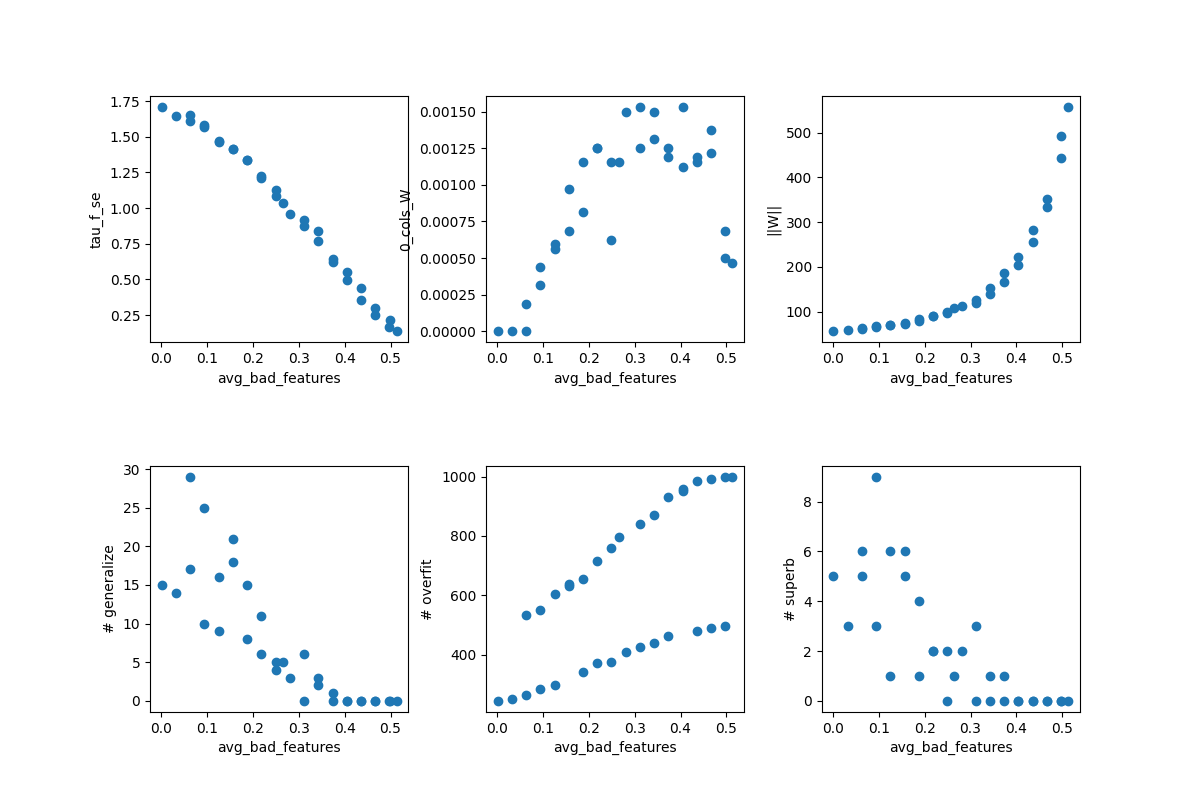 1.75
1.50
1.25
1.00
0.75
0.50
0.25
tau_f_se
0.0 0.1 0.2 0.3 0.4 0.5
avg_bad_features
0.00150
0.00125
0.00100
0.00075
0.00050
0.00025
0.00000
0_cols_W
0.0 0.1 0.2 0.3 0.4 0.5
avg_bad_features
500
400
300
200
100
||W||
0.0 0.1 0.2 0.3 0.4 0.5
avg_bad_features
30
25
20
15
10
5
0
# generalize
0.0 0.1 0.2 0.3 0.4 0.5
avg_bad_features
1000
800
600
400
# overfit
0.0 0.1 0.2 0.3 0.4 0.5
avg_bad_features
8
6
4
2
0
# superb
0.0 0.1 0.2 0.3 0.4 0.5
avg_bad_features